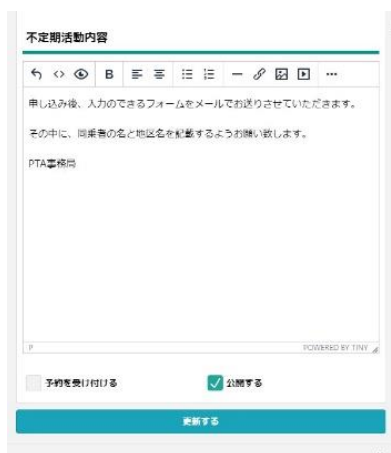 不定期活動内容
B
申し込み後、入力のできるフォームをメールでお送りさせていただきます。
その中に、同乗者の名と地区名を記載するようお願い致します。
PTA事務局
P
POWERED BY TINY
予約を受け付ける
公開する
更新する